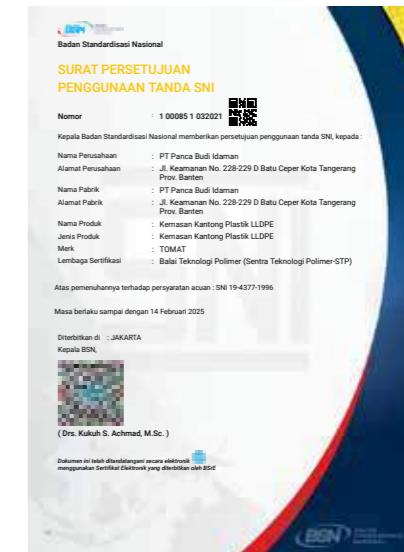 BSN
Badan Standardisasi Nasional
SURAT PERSETUJUAN
PENGGUNAAN TANDA SNI
Nomor : 1 00085 1 032021
Kepala Badan Standardisasi Nasional memberikan persetujuan penggunaan tanda SNI, kepada :
Nama Perusahaan : PT Panca Budi Idaman
Alamat Perusahaan : Jl. Keamanan No. 228-229 D Batu Ceper Kota Tangerang
Prov. Banten
Nama Pabrik : PT Panca Budi Idaman
Alamat Pabrik : Jl. Keamanan No. 228-229 D Batu Ceper Kota Tangerang
Prov. Banten
Nama Produk : Kemasan Kantong Plastik LLDPE
Jenis Produk : Kemasan Kantong Plastik LLDPE
Merk : TOMAT
Lembaga Sertifikasi : Balai Teknologi Polimer (Sentra Teknologi Polimer-STP)
Atas pemenuhannya terhadap persyaratan acuan : SNI 19-4377-1996
Masa berlaku sampai dengan 14 Februari 2025
Diterbitkan di : JAKARTA
Kepala BSN,
( Drs. Kukuh S. Achmad, M.Sc. )
Dokumen ini telah ditandatangani secara elektronik
menggunakan Sertifikat Elektronik yang diterbitkan oleh BSrE
BSN